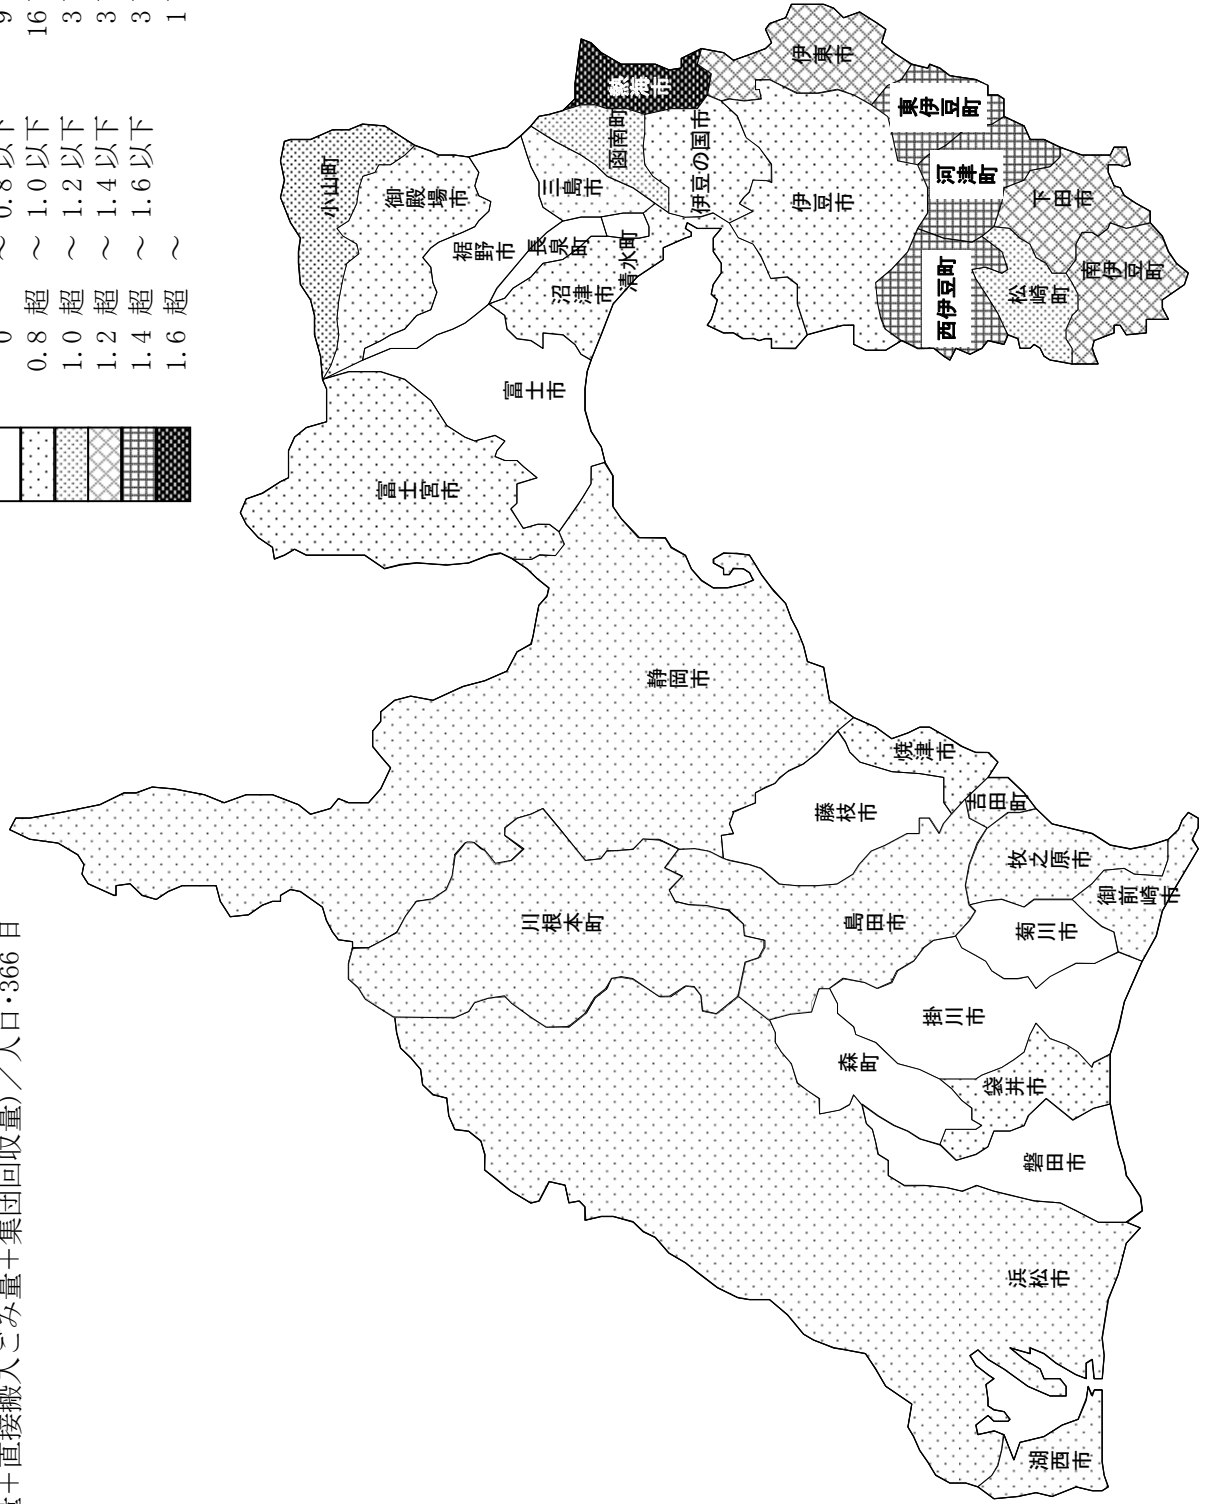 量+直接搬入ごみ量+集団回収量)/人口・366 日
0 ~ 0.8以下 9
0.8 超 ~ 1.0以下 16
1.0 超 ~ 1.2以下 3
1.2 超 ~ 1.4以下 3
1.4 超 ~ 1.6以下 3
1.6 超 ~ 1
小山町
御殿場市
裾野市
三島市
長泉町
清水町
沼津市
函南町
熱海市
伊豆の国市
伊東市
伊豆市
東伊豆町
河津町
西伊豆町
下田市
松崎町
南伊豆町
富士市
富士宮市
静岡市
焼津市
藤枝市
吉田町
牧之原市
御前崎市
島田市
川根本町
菊川市
掛川市
森町
袋井市
磐田市
浜松市
湖西市